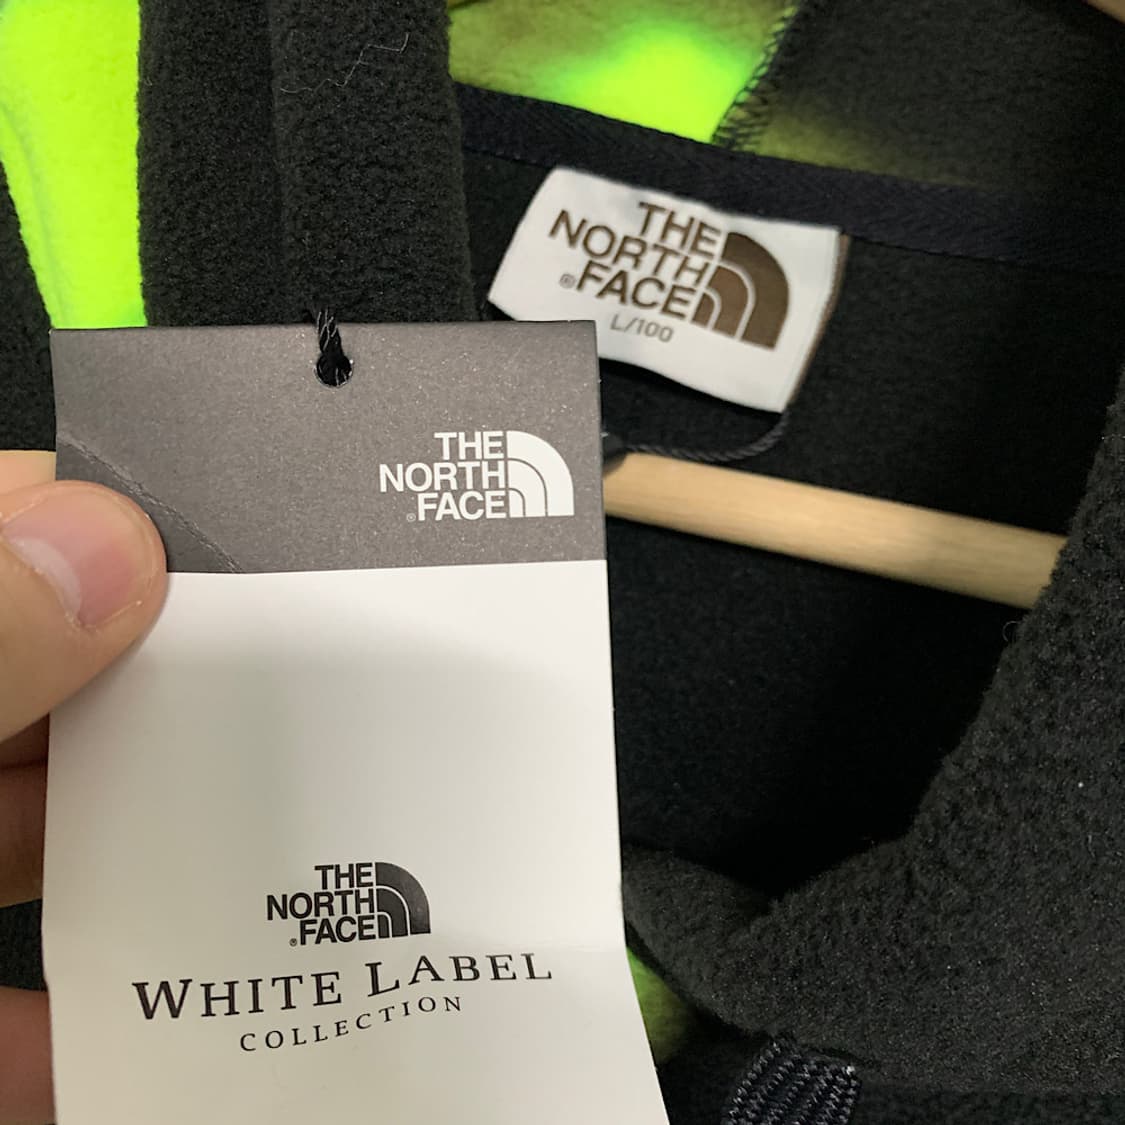 THE
NORTH
®FACE
L/100
THE
NORTH
®FACE
THE
NORTH
®FACE
WHITE LABEL
COLLECTION